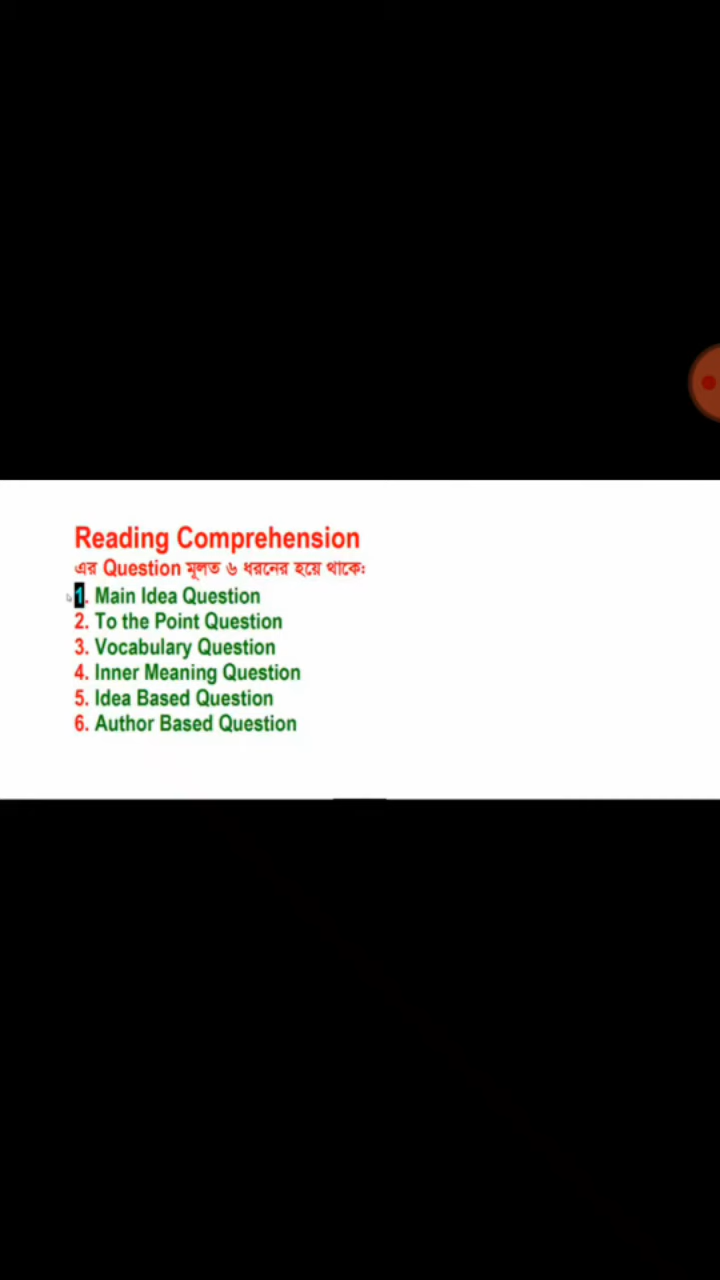 Reading Comprehension
এর Question মূলত ৬ ধরনের হয়ে থাকে:
1. Main Idea Question
2. To the Point Question
3. Vocabulary Question
4. Inner Meaning Question
5. Idea Based Question
6. Author Based Question